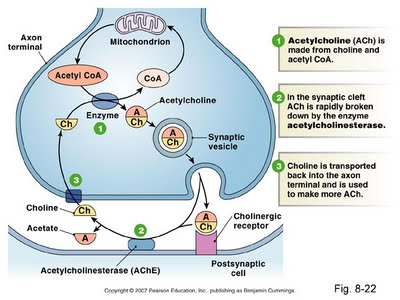 Axon
terminal
Mitochondrion
Acetyl CoA
CoA
Acetylcholine
Enzyme
A
Ch
Ch
1
A
Ch
Synaptic
vesicle
3
Choline
Ch
Acetate
A
2
A
Ch
Cholinergic
receptor
Acetylcholinesterase (AChE)
Postsynaptic
cell
1 Acetylcholine (ACh) is
made from choline and
acetyl CoA.
2 In the synaptic cleft
ACh is rapidly broken
down by the enzyme
acetylcholinesterase.
3 Choline is transported
back into the axon
terminal and is used
to make more ACh.
Copyright © 2007 Pearson Education, Inc., publishing as Benjamin Cummings.
Fig. 8-22